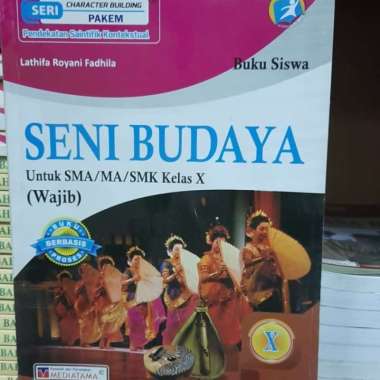 SERI
CHARACTER BUILDING
PAKEM
Pendekatan Saintifik Kontekstual
Lathifa Royani Fadhila
Buku Siswa
SENI BUDAYA
Untuk SMA/MA/SMK Kelas X
(Wajib)
BUKU
BERBASIS
PROSES
X
MEDIATAMA